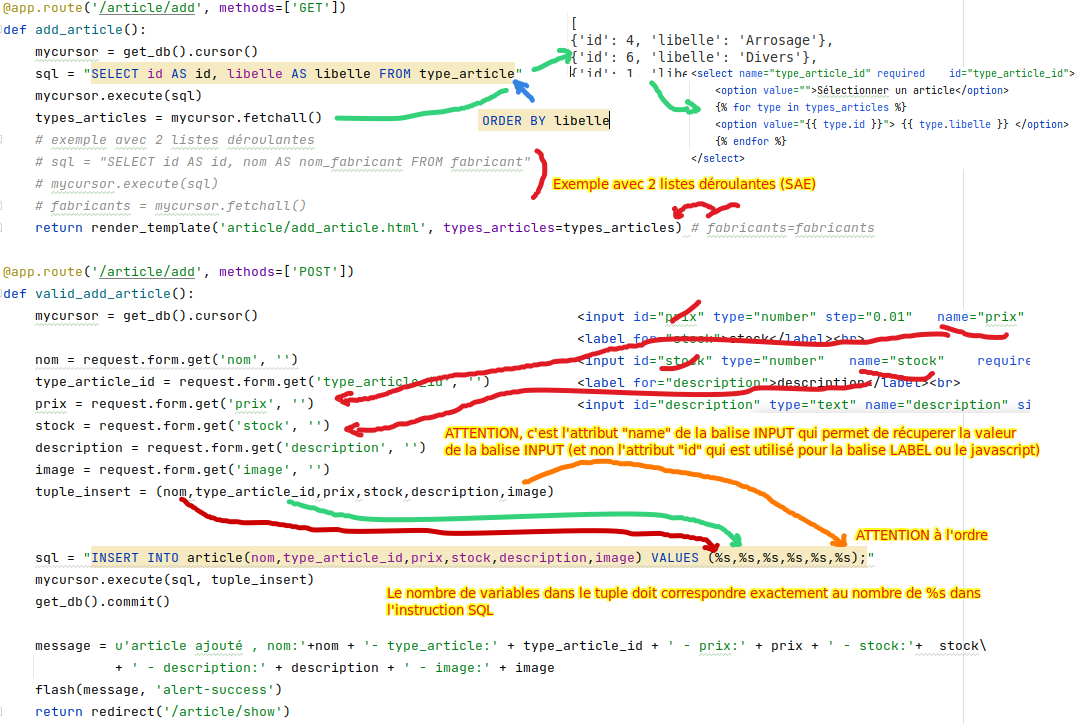 @app.route('/article/add', methods=['GET'])
def add_article():
mycursor = get_db().cursor()
sql = "SELECT id AS id, libelle AS libelle FROM type_article"
mycursor.execute(sql)
types_articles = mycursor.fetchall()
ORDER BY libelle
# exemple avec 2 listes déroulantes
# sql = "SELECT id AS id, nom AS nom_fabricant FROM fabricant"
# mycursor.execute(sql)
# fabricants = mycursor.fetchall()
return render_template('article/add_article.html', types_articles=types_articles) # fabricants=fabricants
[
{'id': 4, 'libelle': 'Arrosage'},
{'id': 6, 'libelle': 'Divers'},
{'id': 1, 'libe
<select name="type_article_id" required id="type_article_id">
<option value="">Sélectionner un article</option>
{% for type in types_articles %}
<option value="{{ type.id }}"> {{ type.libelle }} </option>
{% endfor %}
</select>
Exemple avec 2 listes déroulantes (SAE)
@app.route('/article/add', methods=['POST'])
def valid_add_article():
mycursor = get_db().cursor()
nom = request.form.get('nom', '')
type_article_id = request.form.get('type_article_id', '')
prix = request.form.get('prix', '')
stock = request.form.get('stock', '')
description = request.form.get('description', '')
image = request.form.get('image', '')
tuple_insert = (nom,type_article_id,prix,stock,description,image)
<input id="prix" type="number" step="0.01" name="prix"
<label for="stock">stock</label><br>
<input id="stock" type="number" name="stock" require
<label for="description">description</label><br>
<input id="description" type="text" name="description" si
ATTENTION, c'est l'attribut "name" de la balise INPUT qui permet de récuperer la valeur
de la balise INPUT (et non l'attribut "id" qui est utilisé pour la balise LABEL ou le javascript)
ATTENTION à l'ordre
sql = "INSERT INTO article(nom,type_article_id,prix,stock,description,image) VALUES (%s,%s,%s,%s,%s,%s);"
mycursor.execute(sql, tuple_insert)
get_db().commit()
Le nombre de variables dans le tuple doit correspondre exactement au nombre de %s dans
l'instruction SQL
message = u'article ajouté , nom:'+nom + '- type_article:' + type_article_id + ' - prix:' + prix + ' - stock:'+ stock\
+ ' - description:' + description + ' - image:' + image
flash(message, 'alert-success')
return redirect('/article/show')